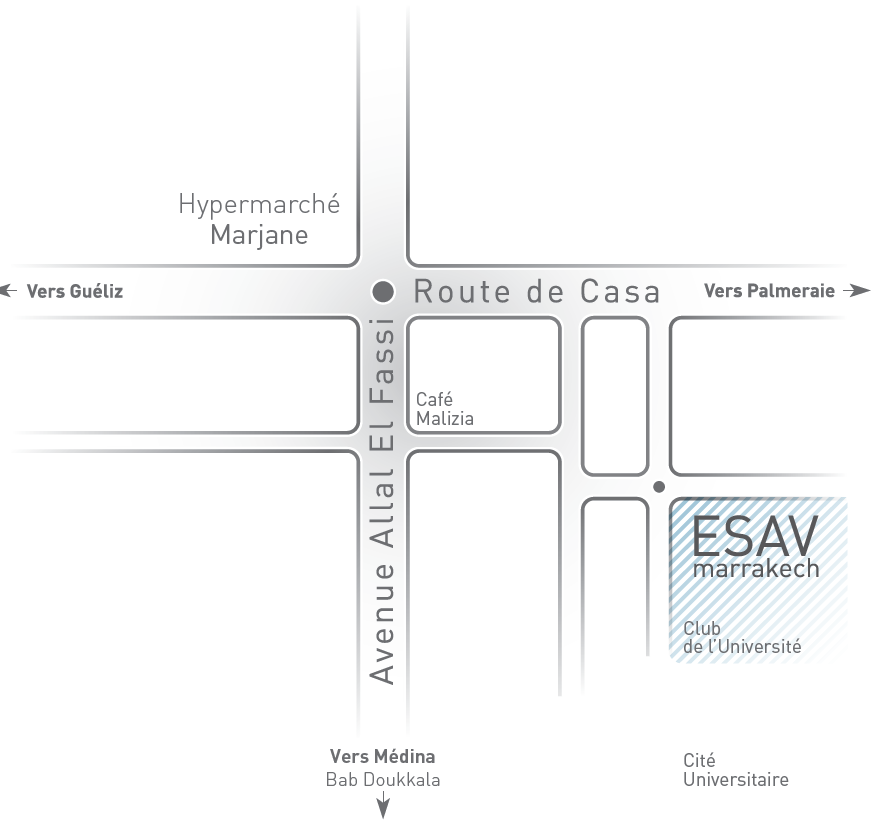 Hypermarché
Marjane
Vers Guéliz
Route de Casa
Vers Palmeraie
Avenue Allal El Fassi
Café
Malizia
ESAV
marrakech
Club
de l'Université
Vers Médina
Bab Doukkala
Cité
Universitaire